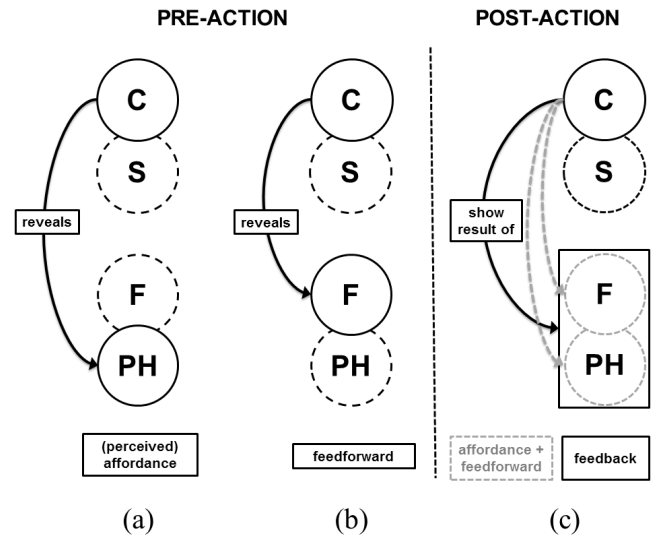 PRE-ACTION
POST-ACTION
C
S
reveals
F
PH
(perceived)
affordance
(a)
C
S
reveals
F
PH
feedforward
(b)
C
S
show
result of
F
PH
affordance +
feedforward
feedback
(c)